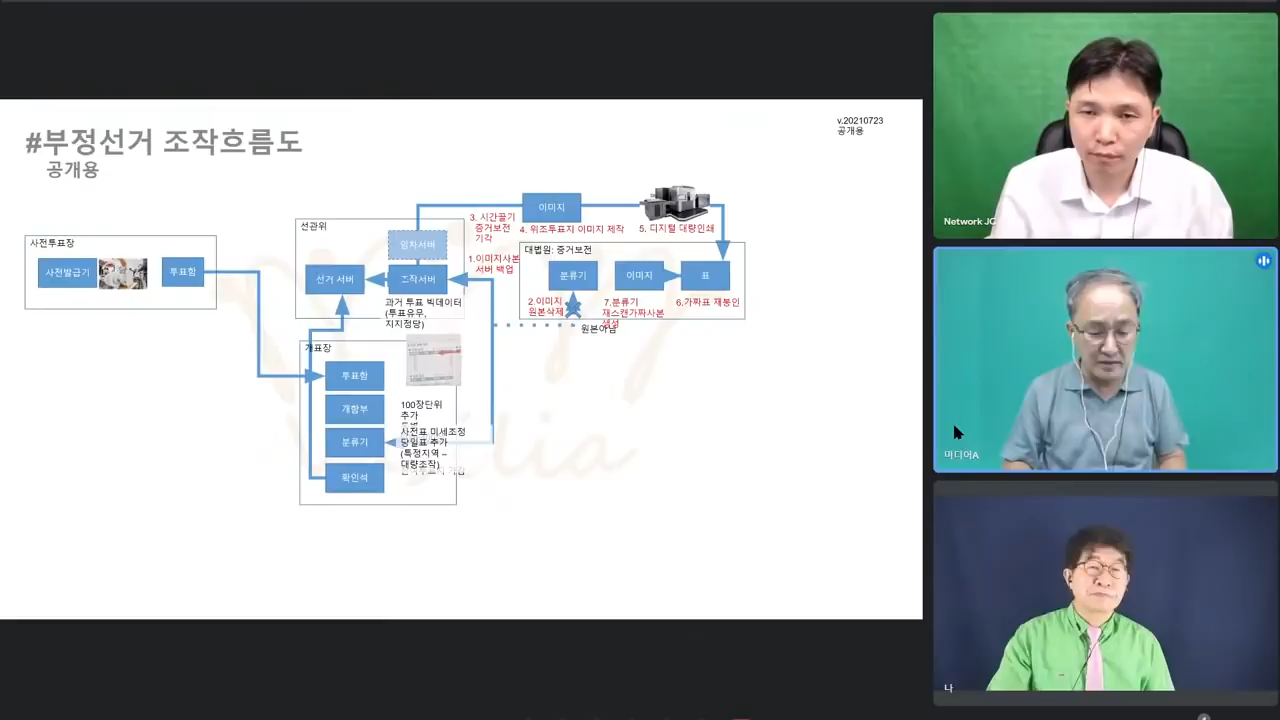 #부정선거 조작흐름도
공개용
v.20210723
공개용
사전투표장
사전발급기
투표함
선관위
임차서버
선거 서버
조작서버
과거 투표 빅데이터
(투표유무,
지지정당)
3. 시간끌기
증거보전
기각
1.이미지사본
서버 백업
이미지
4. 위조투표지 이미지 제작
5. 디지털 대량인쇄
대법원: 증거보전
분류기
이미지
표
2.이미지
원본삭제
7.분류기
재스캔가짜사본
생성
6.가짜표 재봉인
원본아님
개표장
투표함
개함부
분류기
확인석
100장단위
추가
사전표 미세조정
당일표 추가
(특정지역 –
대량조작)
Network JC
미디어A
나